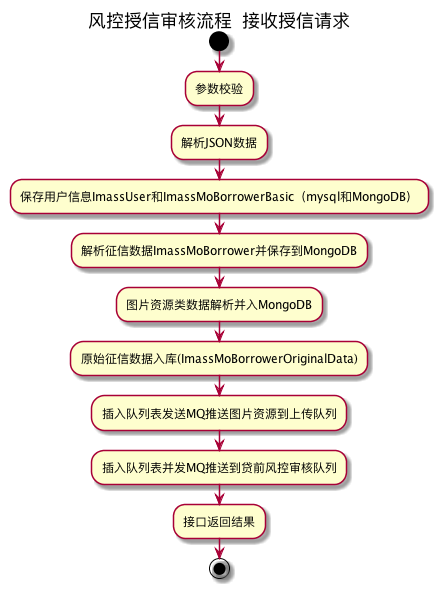 风控授信审核流程 接收授信请求
参数校验
解析JSON数据
保存用户信息ImassUser和ImassMoBorrowerBasic（mysql和MongoDB）
解析征信数据ImassMoBorrower并保存到MongoDB
图片资源类数据解析并入MongoDB
原始征信数据入库(ImassMoBorrowerOriginalData)
插入队列表发送MQ推送图片资源到上传队列
插入队列表并发MQ推送到贷前风控审核队列
接口返回结果